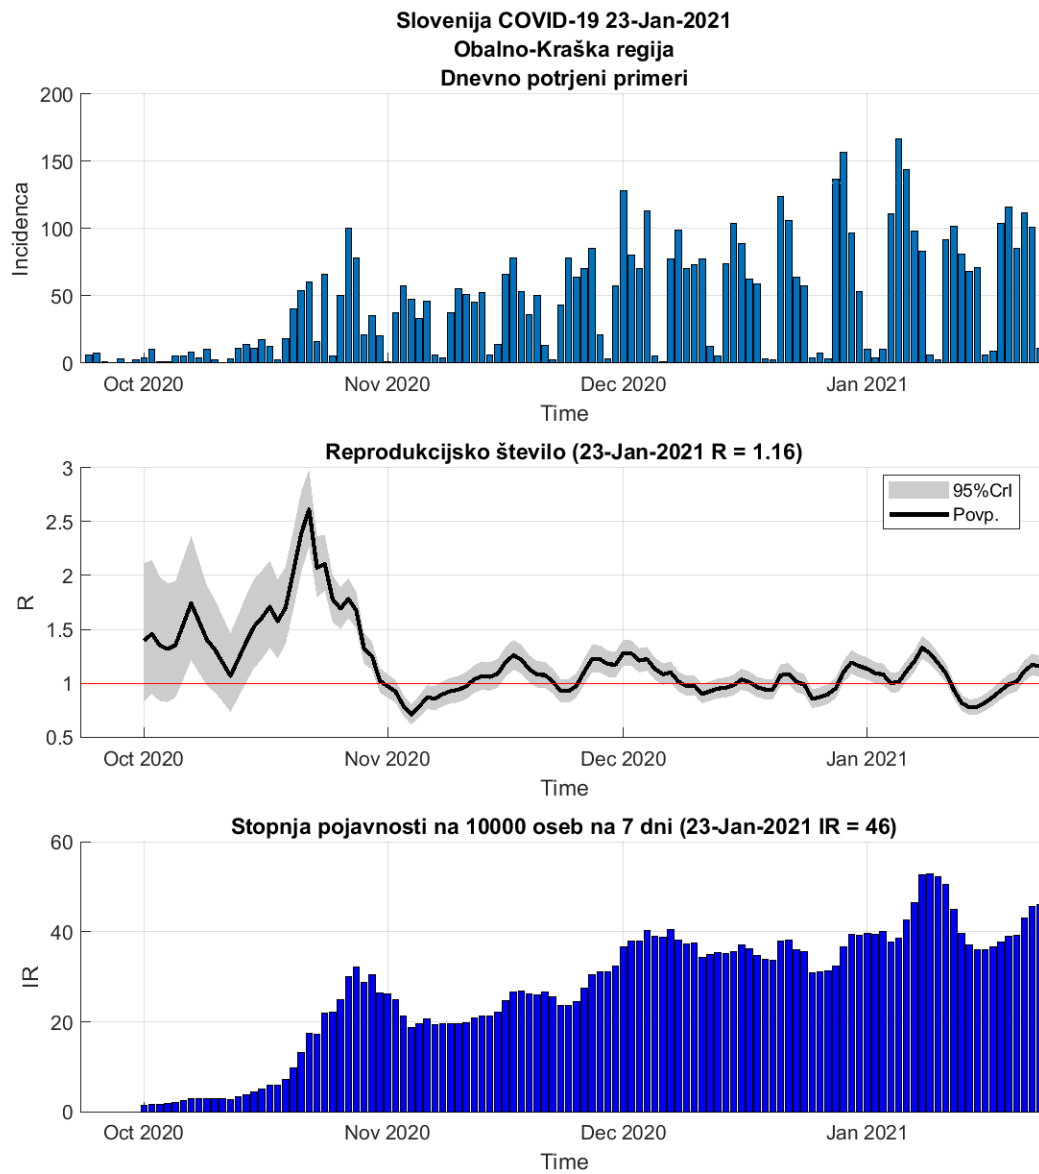 Slovenija COVID-19 23-Jan-2021
Obalno-Kraška regija
Dnevno potrjeni primeri
200
150
100
50
0
Incidenca
Oct 2020 Nov 2020 Dec 2020 Jan 2021
Time
Reprodukcijsko število (23-Jan-2021 R = 1.16)
3
2.5
2
1.5
1
0.5
R
95%CrI
Povp.
Oct 2020 Nov 2020 Dec 2020 Jan 2021
Time
Stopnja pojavnosti na 10000 oseb na 7 dni (23-Jan-2021 IR = 46)
60
40
20
0
IR
Oct 2020 Nov 2020 Dec 2020 Jan 2021
Time